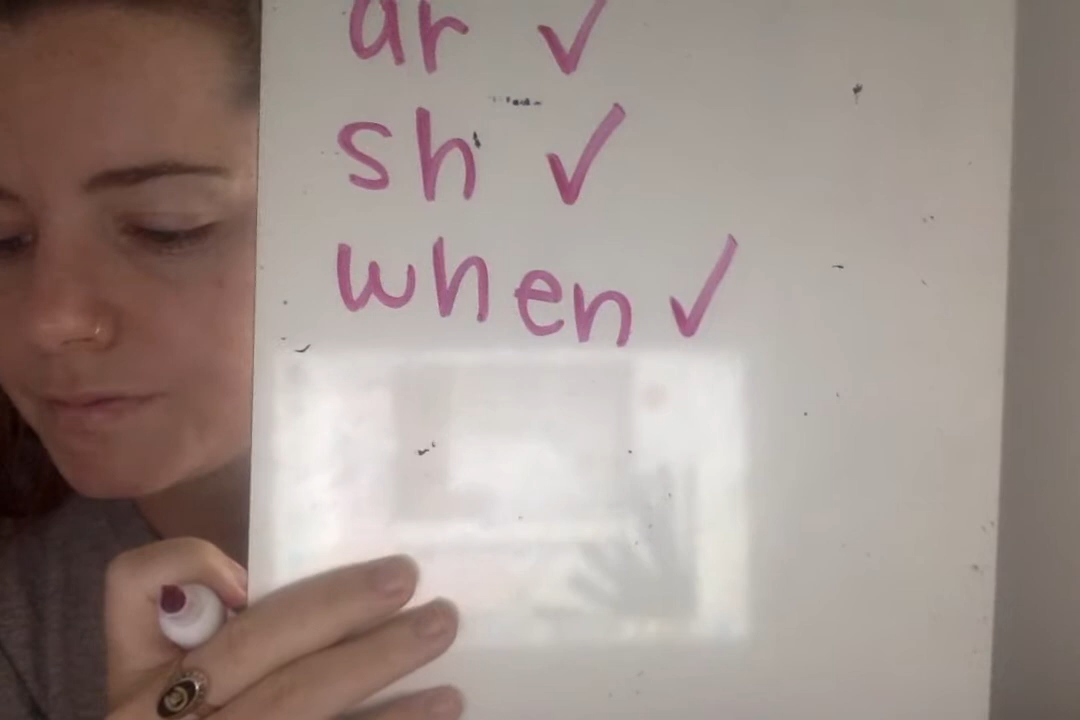 ar ✓
sh ✓
when ✓